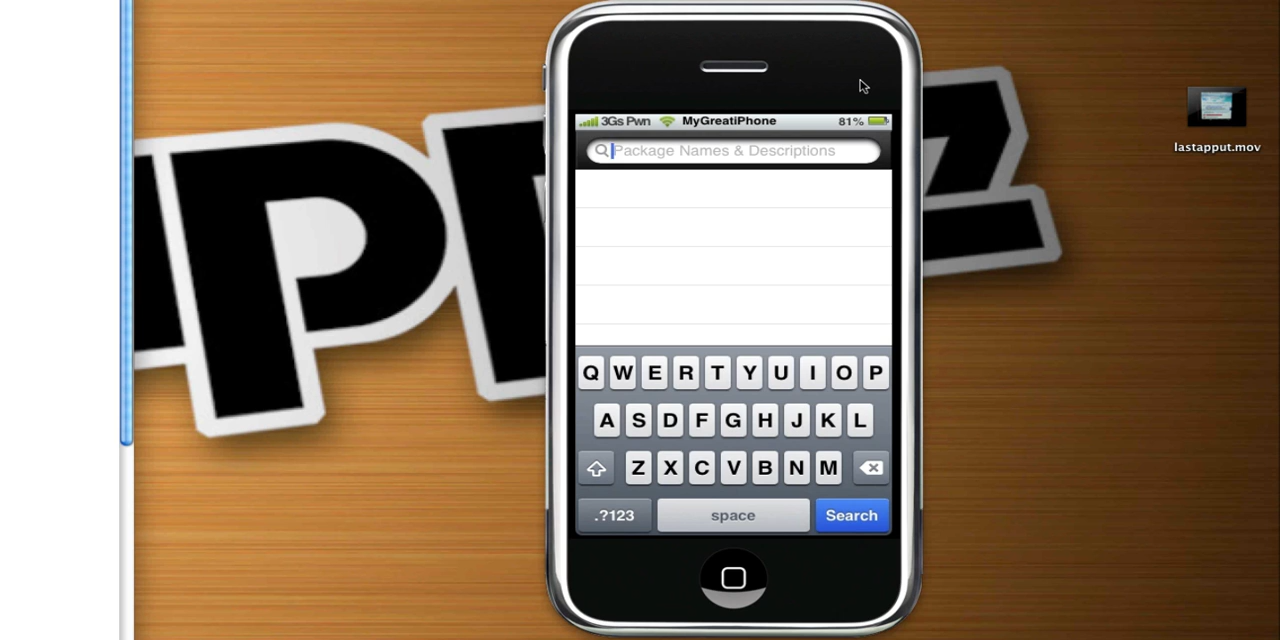 3Gs Pwn MyGreatiPhone 81%
Package Names & Descriptions
lastapput.mov
Q W E R T Y U I O P
A S D F G H J K L
Z X C V B N M
.?123 space Search